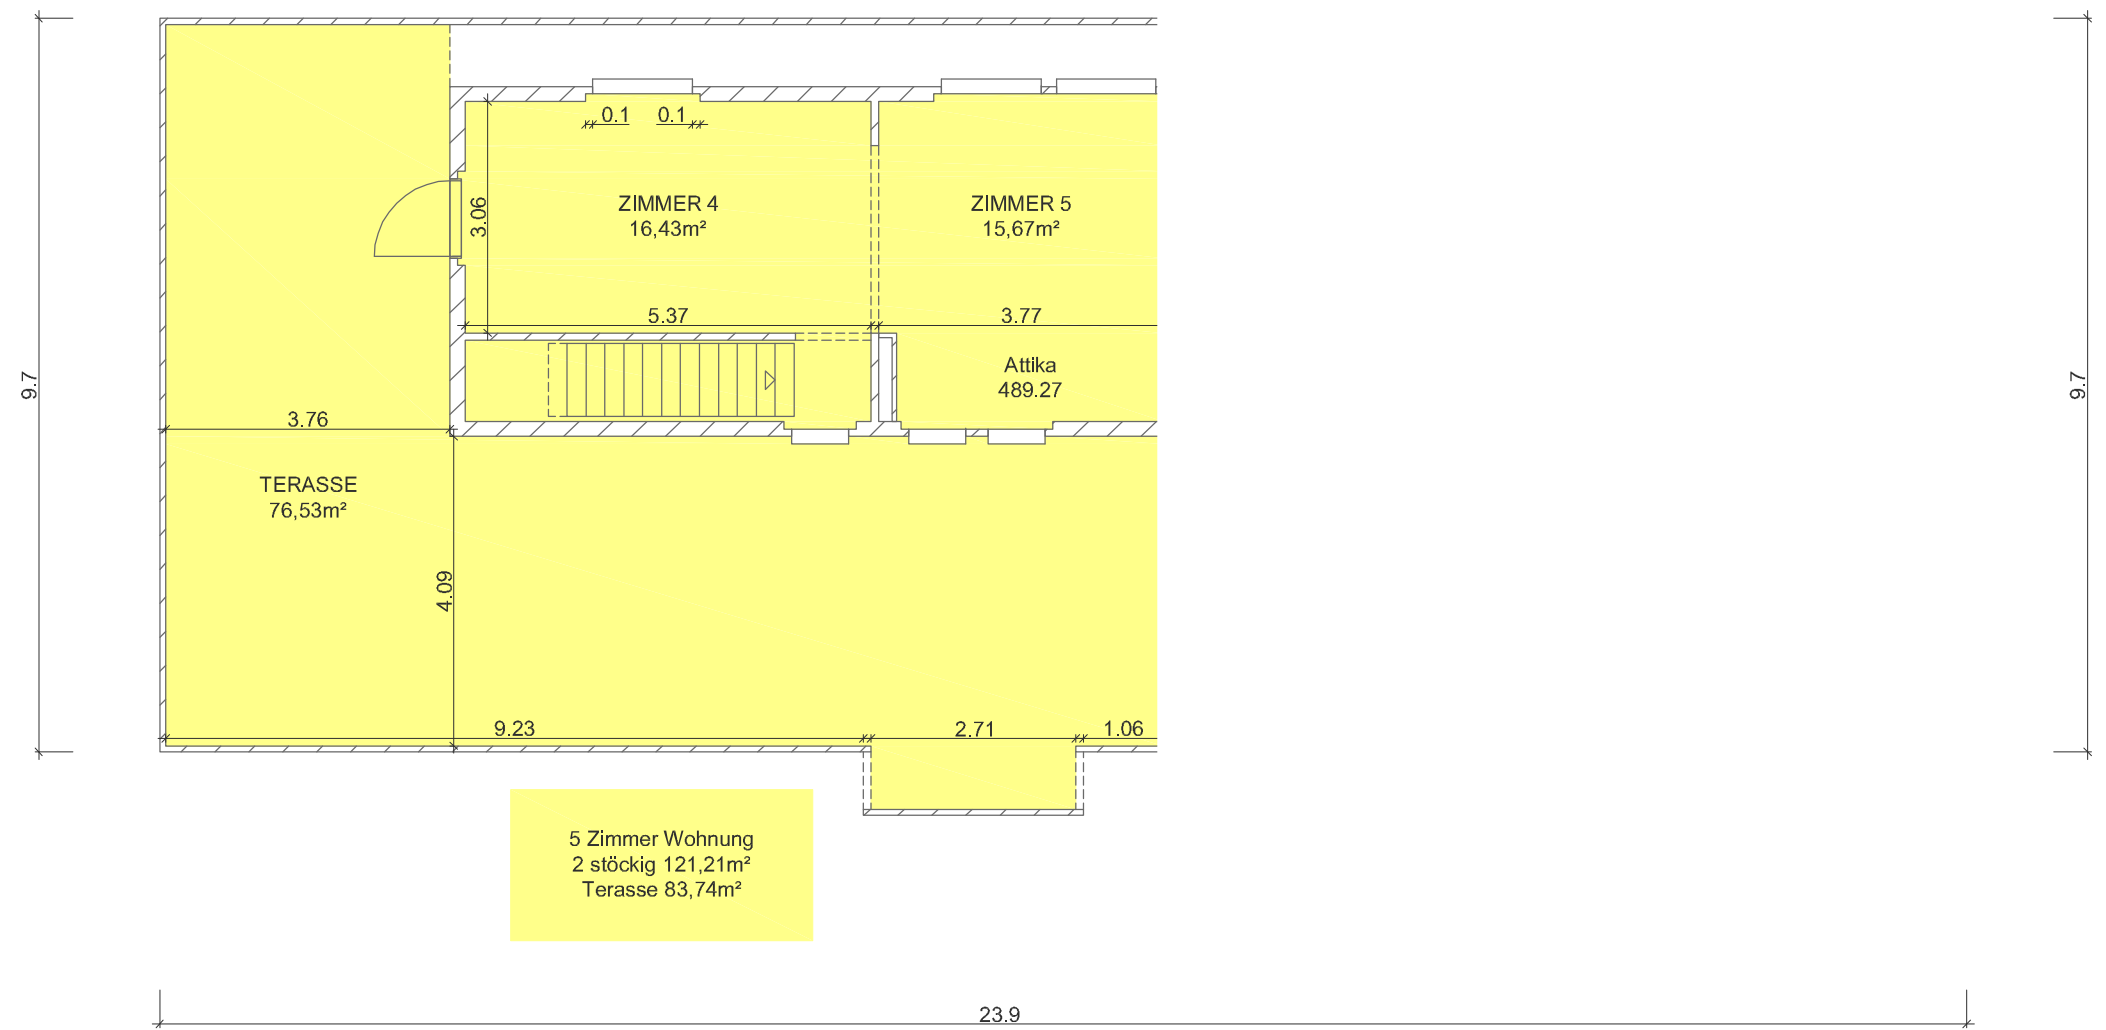 0.1
0.1
ZIMMER 4
16,43m²
ZIMMER 5
15,67m²
3.06
5.37
3.77
Attika
489.27
9.7
9.7
3.76
TERASSE
76,53m²
4.09
9.23
2.71
1.06
5 Zimmer Wohnung
2 stöckig 121,21m²
Terasse 83,74m²
23.9